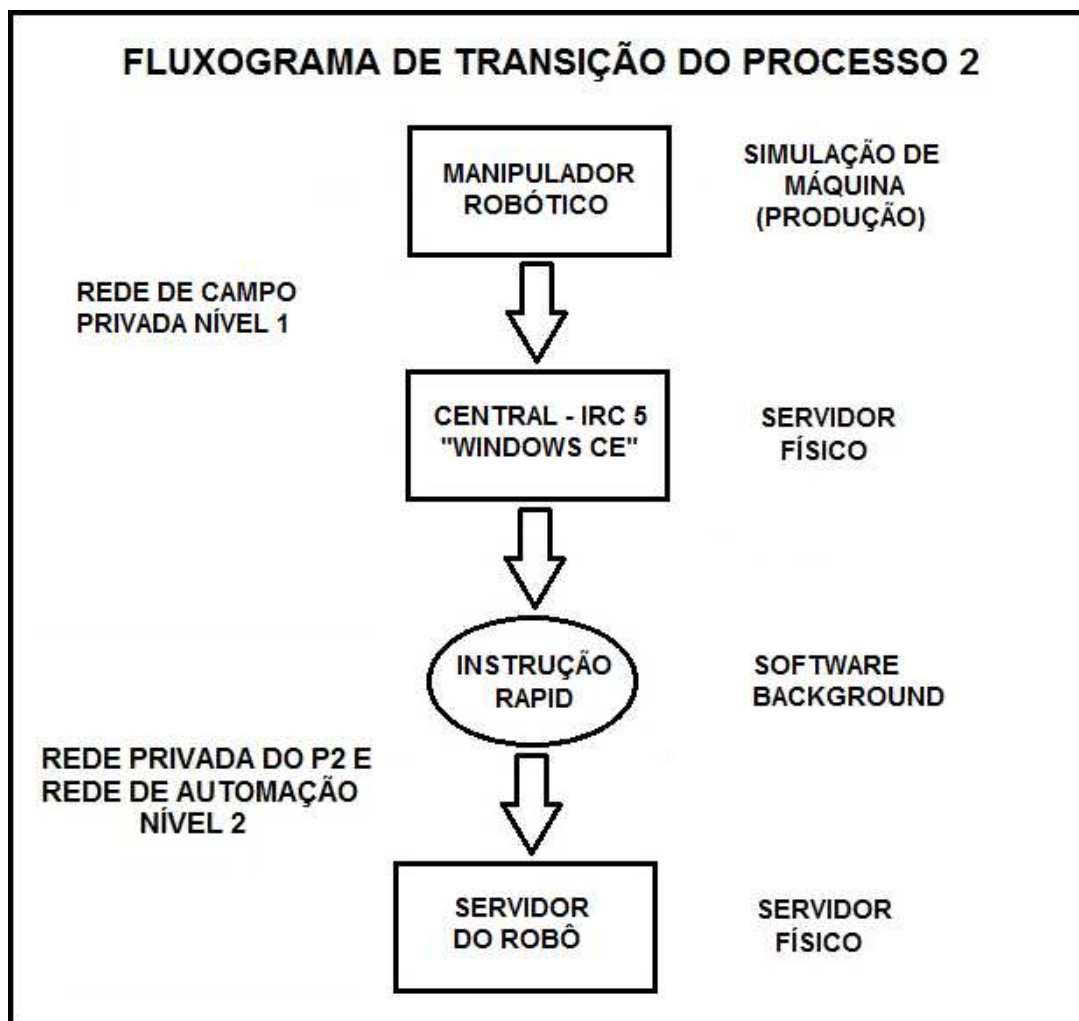 FLUXOGRAMA DE TRANSIÇÃO DO PROCESSO 2
MANIPULADOR
ROBÓTICO
SIMULAÇÃO DE
MÁQUINA
(PRODUÇÃO)
REDE DE CAMPO
PRIVADA NÍVEL 1
CENTRAL - IRC 5
"WINDOWS CE"
SERVIDOR
FÍSICO
INSTRUÇÃO
RAPID
SOFTWARE
BACKGROUND
REDE PRIVADA DO P2 E
REDE DE AUTOMAÇÃO
NÍVEL 2
SERVIDOR
DO ROBÔ
SERVIDOR
FÍSICO